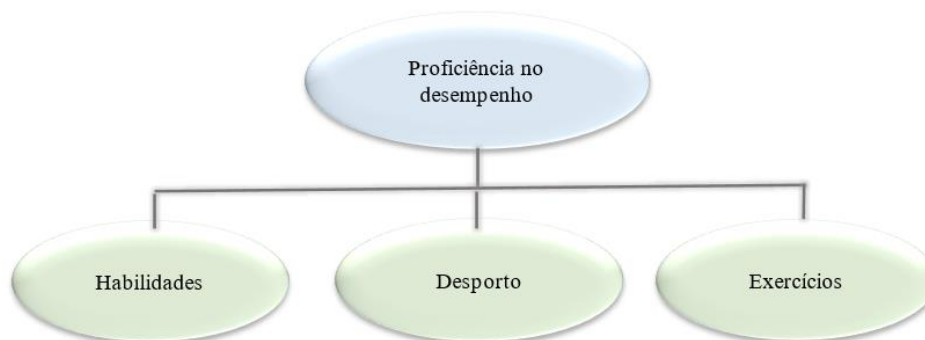 Proficiência no
desempenho
Habilidades
Desporto
Exercícios